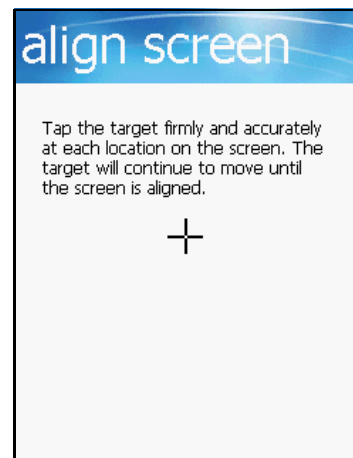 align screen
Tap the target firmly and accurately
at each location on the screen. The
target will continue to move until
the screen is aligned.